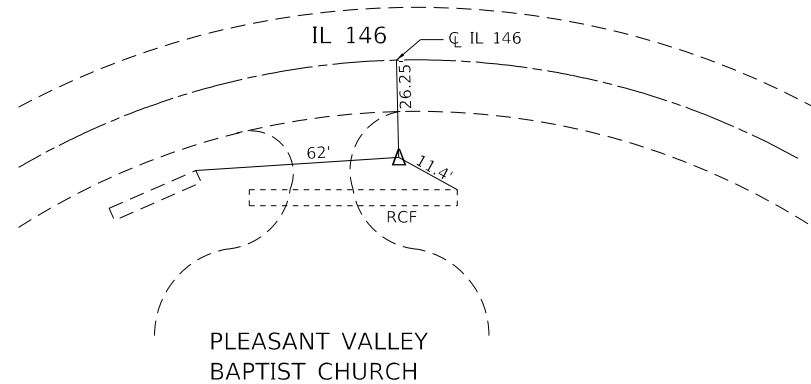 IL 146
℄ IL 146
26.25'
62'
11.4'
RCF
PLEASANT VALLEY
BAPTIST CHURCH